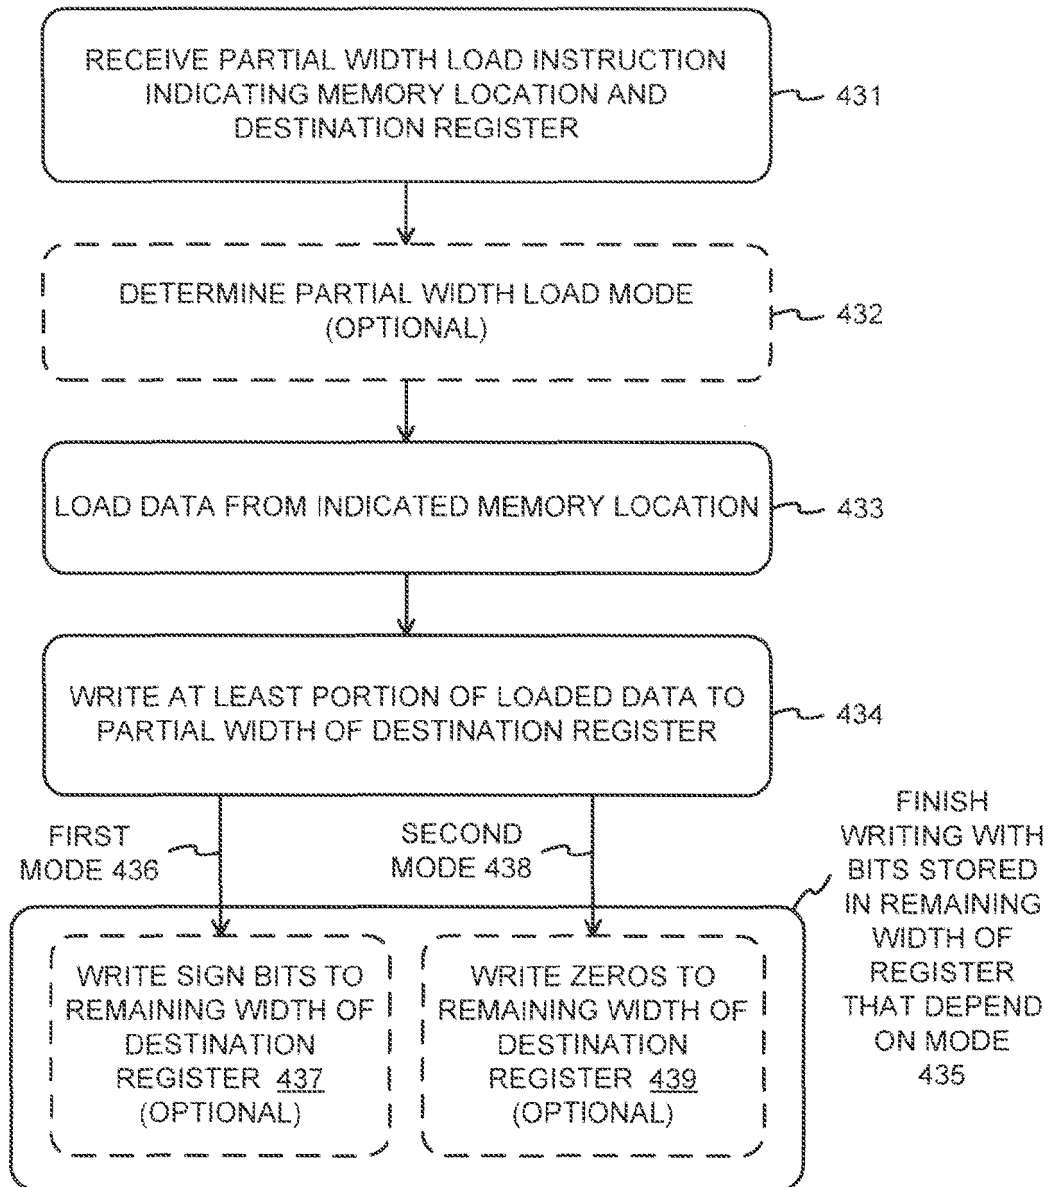 RECEIVE PARTIAL WIDTH LOAD INSTRUCTION
INDICATING MEMORY LOCATION AND
DESTINATION REGISTER
431
DETERMINE PARTIAL WIDTH LOAD MODE
(OPTIONAL)
432
LOAD DATA FROM INDICATED MEMORY LOCATION
433
WRITE AT LEAST PORTION OF LOADED DATA TO
PARTIAL WIDTH OF DESTINATION REGISTER
434
FIRST
MODE 436
SECOND
MODE 438
FINISH
WRITING WITH
BITS STORED
IN REMAINING
WIDTH OF
REGISTER
THAT DEPEND
ON MODE
435
WRITE SIGN BITS TO
REMAINING WIDTH OF
DESTINATION
REGISTER 437
(OPTIONAL)
WRITE ZEROS TO
REMAINING WIDTH OF
DESTINATION
REGISTER 439
(OPTIONAL)